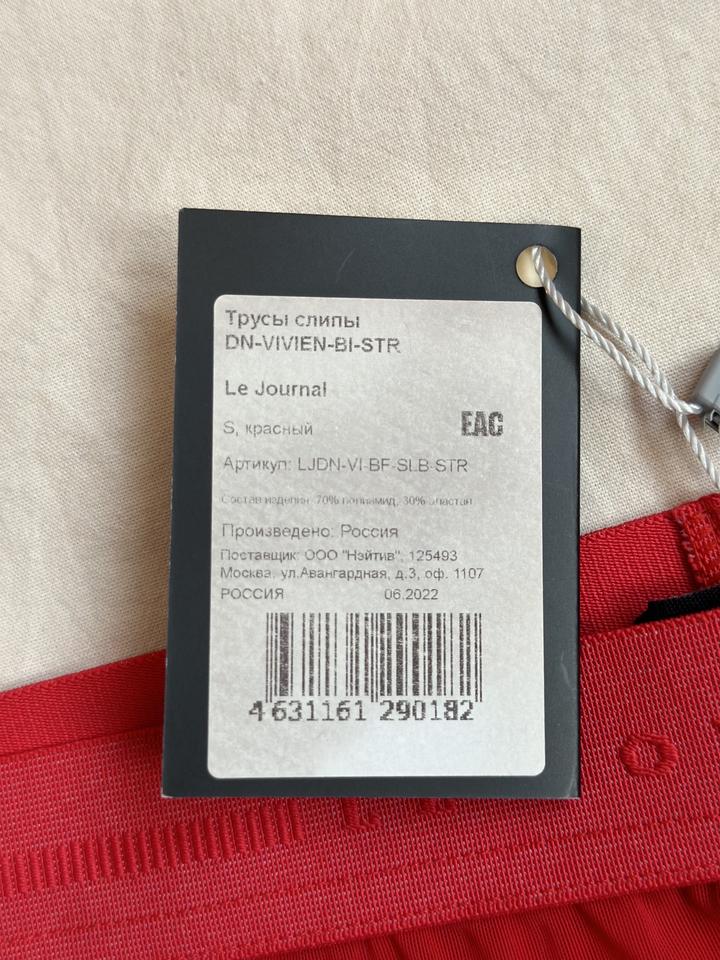 Трусы слипы
DN-VIVIEN-BI-STR
Le Journal
S, красный
EAC
Артикул: LJDN-VI-BF-SLB-STR
Состав изделия: 70% полиамид, 30% эластан
Произведено: Россия
Поставщик: ООО "Нэйтив", 125493
Москва, ул.Авангардная, д.3, оф. 1107
РОССИЯ 06.2022
4 631161 290182